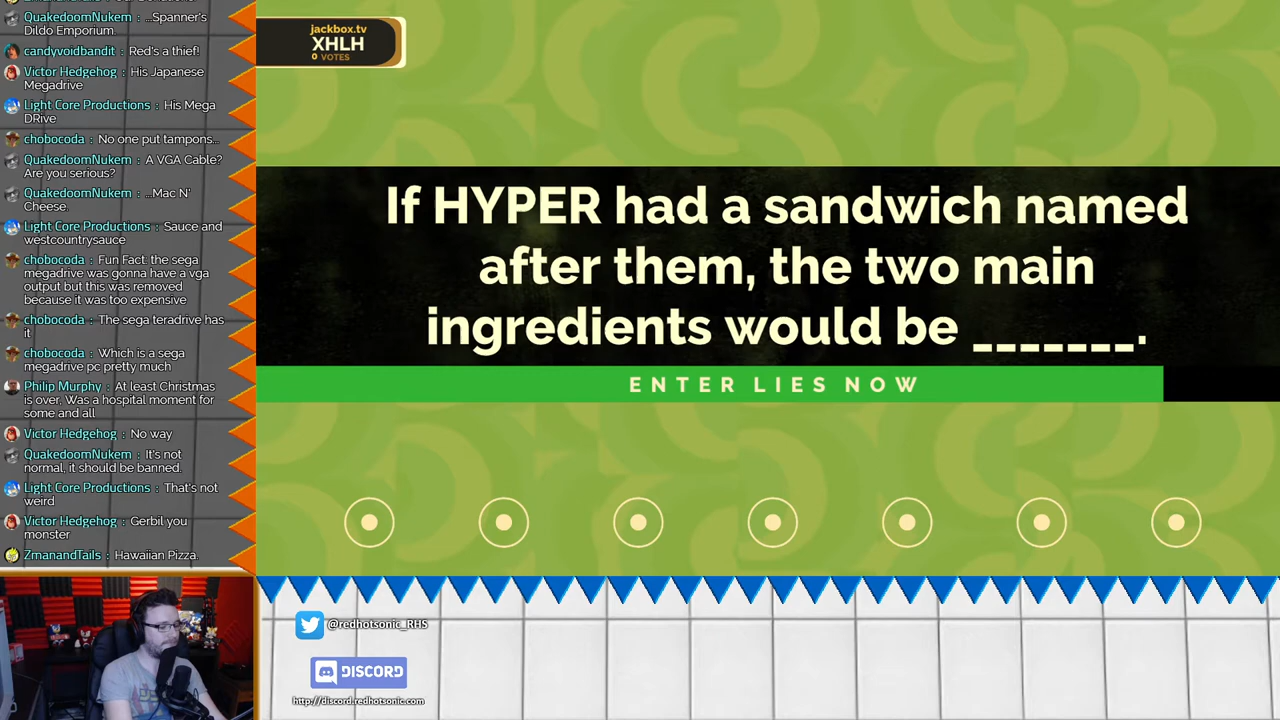 QuakedoomNukem : ...Spanner's
Dildo Emporium.
candyvoidbandit : Red's a thief!
Victor Hedgehog : His Japanese
Megadrive
Light Core Productions : His Mega
DRive
chobocoda : No one put tampons...
QuakedoomNukem : A VGA Cable?
Are you serious?
QuakedoomNukem : ...Mac N'
Cheese.
Light Core Productions : Sauce and
westcountrysauce
chobocoda : Fun Fact, the sega
megadrive was gonna have a vga
output but this was removed
because it was too expensive
chobocoda : The sega teradrive has
it
chobocoda : Which is a sega
megadrive pc pretty much
Philip Murphy : At least Christmas
is over, Was a hospital moment for
some and all
Victor Hedgehog : No way
QuakedoomNukem : It's not
normal, it should be banned.
Light Core Productions : That's not
weird
Victor Hedgehog : Gerbil you
monster
ZmanandTails : Hawaiian Pizza.
jackbox.tv
XHLH
0 VOTES
If HYPER had a sandwich named
after them, the two main
ingredients would be _______.
ENTER LIES NOW
@redhotsonic_RHS
DISCORD
http://discord.redhotsonic.com